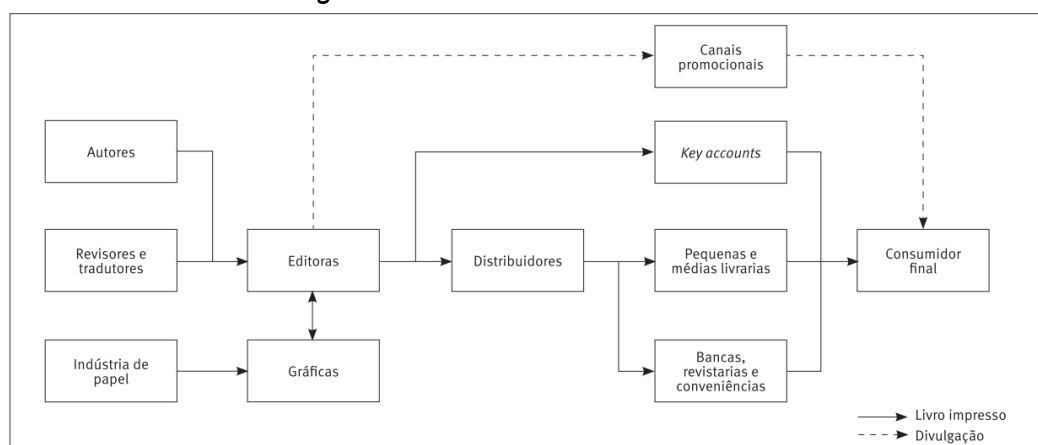 g
Canais
promocionais
Autores
Key accounts
Revisores e
tradutores
Editoras
Distribuidores
Pequenas e
médias livrarias
Consumidor
final
Indústria de
papel
Gráficas
Bancas,
revistarias e
conveniências
Livro impresso
Divulgação